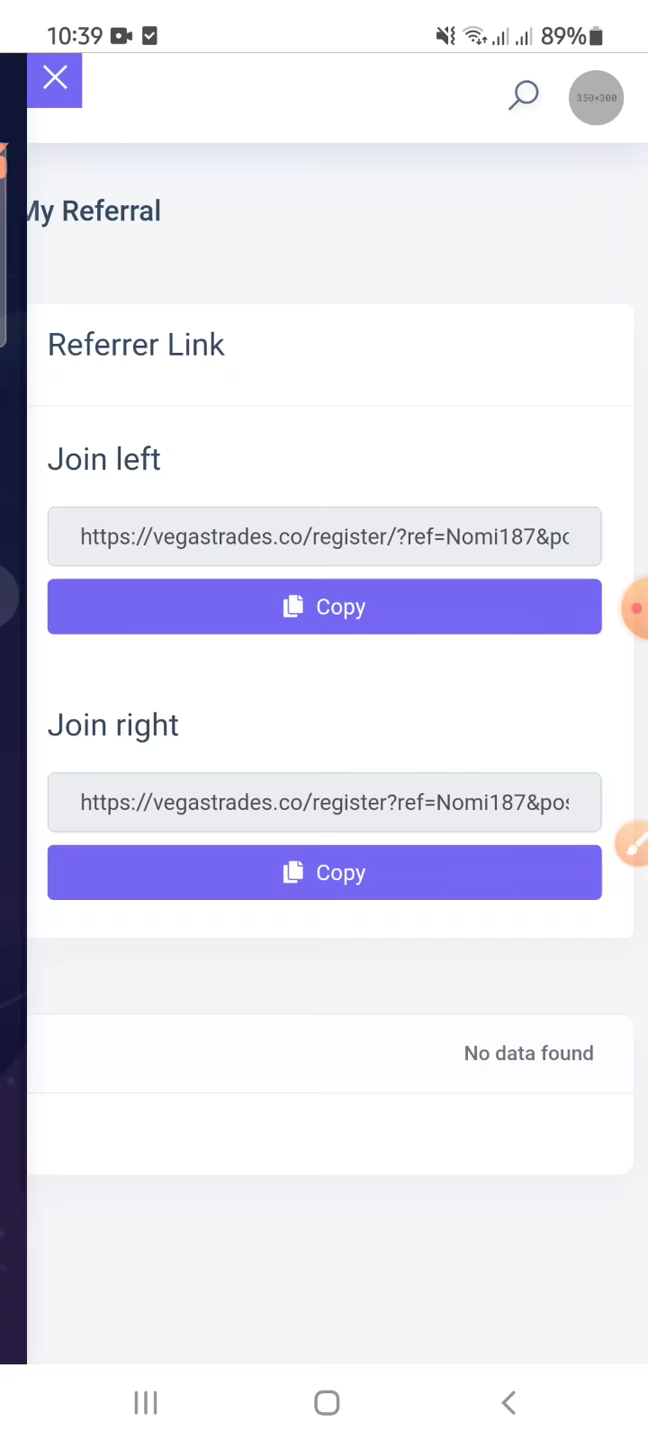 10:39
89%
350×300
My Referral
Referrer Link
Join left
https://vegastrades.co/register/?ref=Nomi187&po
Copy
Join right
https://vegastrades.co/register?ref=Nomi187&pos
Copy
No data found